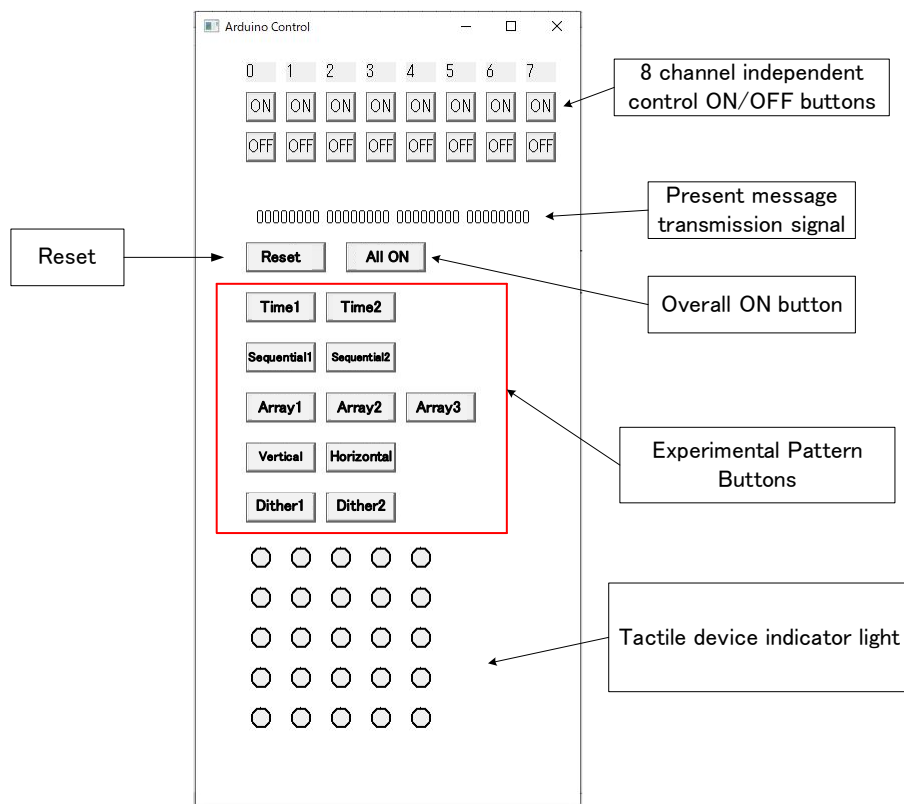 Arduino Control
0 1 2 3 4 5 6 7
ON ON ON ON ON ON ON ON
OFF OFF OFF OFF OFF OFF OFF OFF
00000000 00000000 00000000 00000000
Reset All ON
Time1 Time2
Sequential1 Sequential2
Array1 Array2 Array3
Vertical Horizontal
Dither1 Dither2
8 channel independent
control ON/OFF buttons
Present message
transmission signal
Reset
Overall ON button
Experimental Pattern
Buttons
Tactile device indicator light